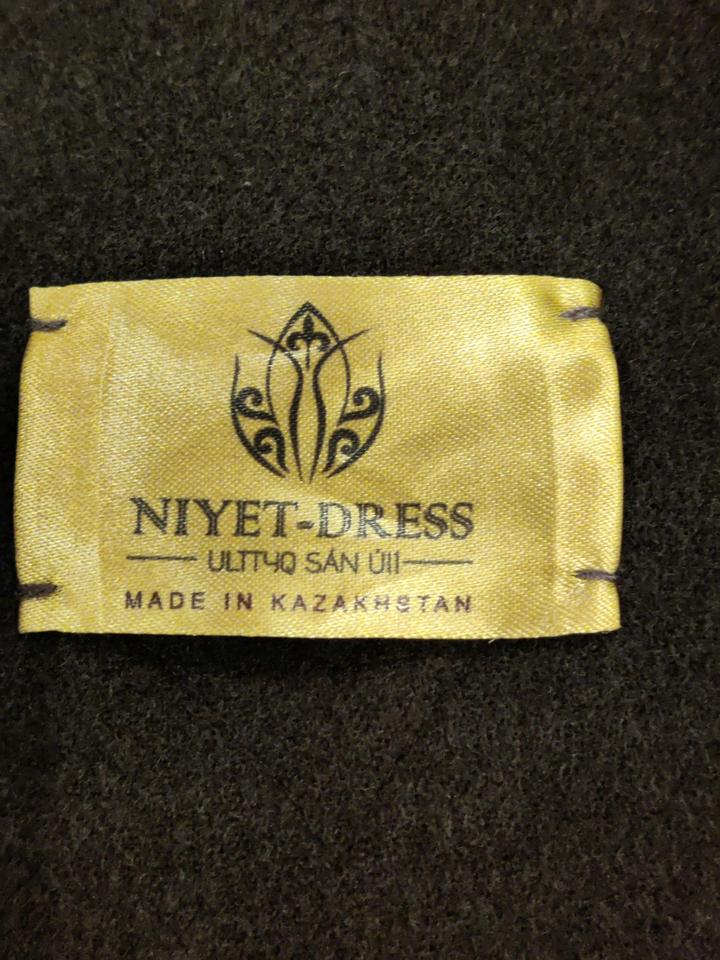 NIYET-DRESS
ULTTYQ SÁN ÚII
MADE IN KAZAKHSTAN